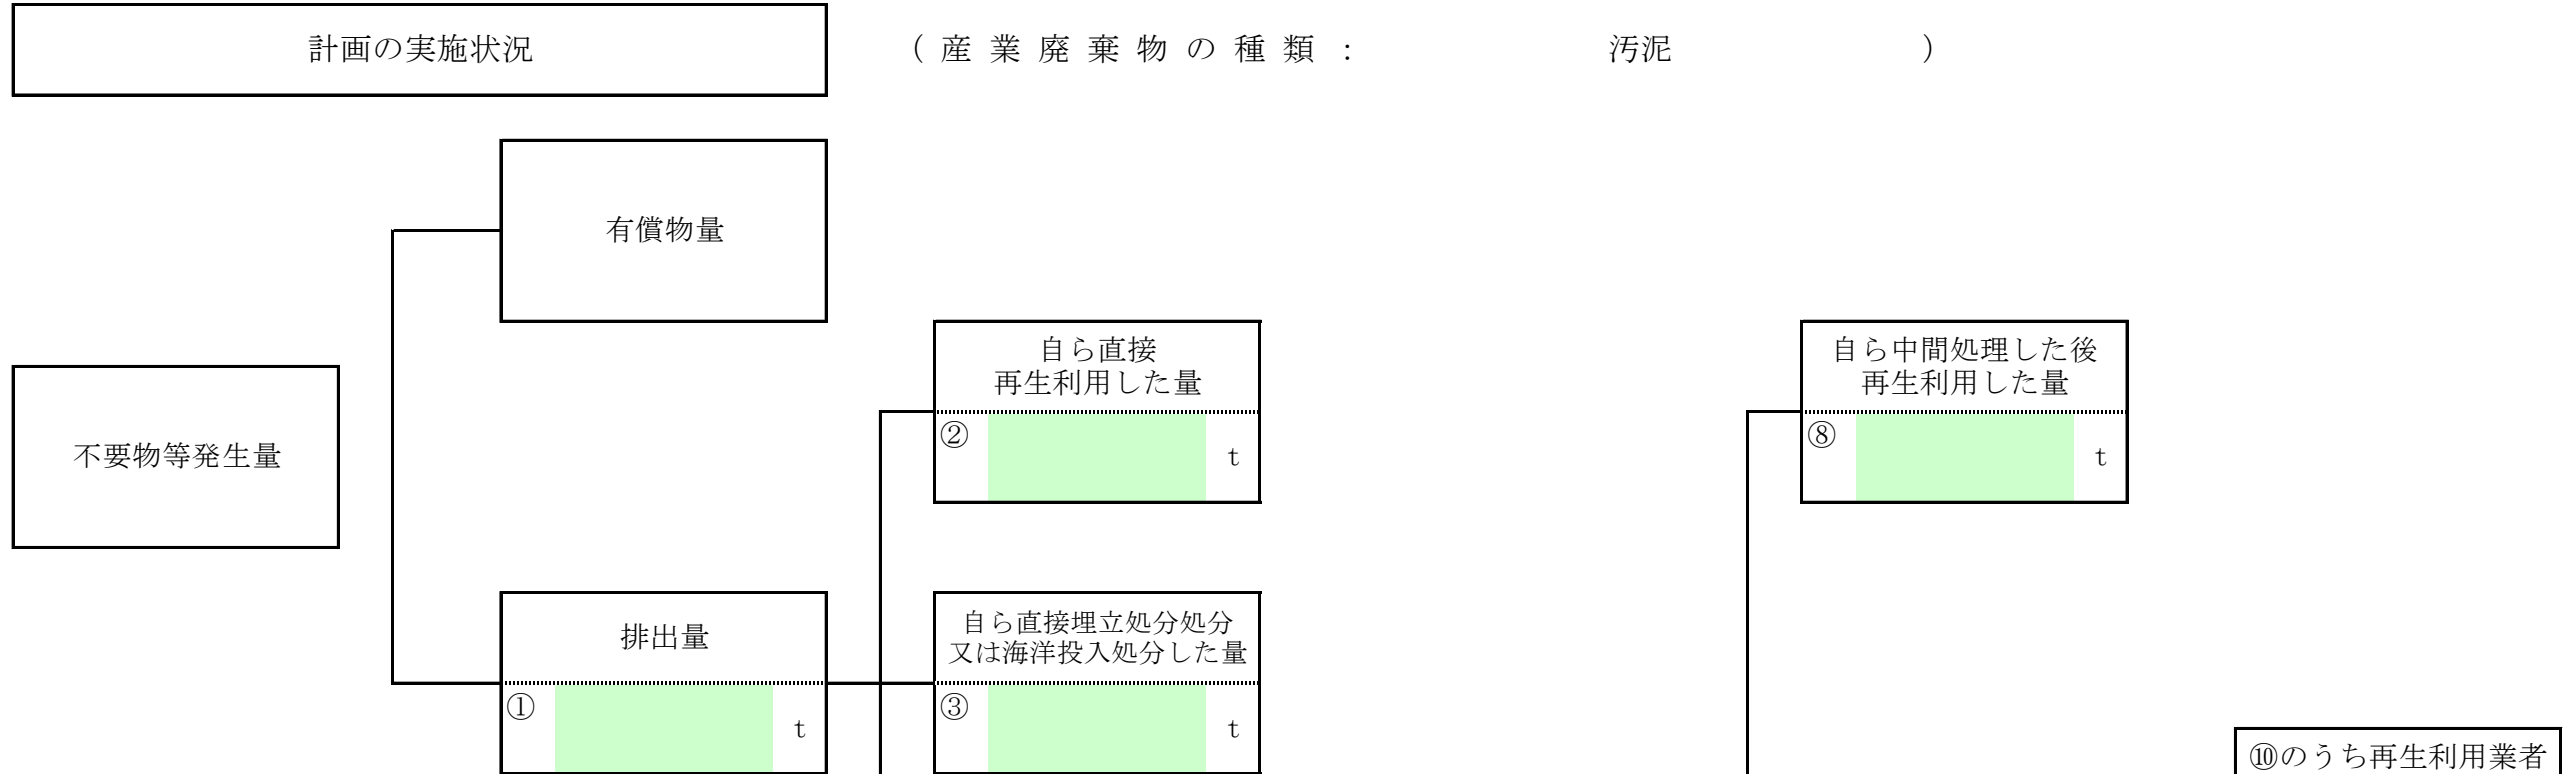 計画の実施状況
（産業廃棄物の種類： 汚泥 ）
有償物量
自ら直接
再生利用した量
② t
自ら中間処理した後
再生利用した量
⑧ t
不要物等発生量
排出量
① t
自ら直接埋立処分処分
又は海洋投入処分した量
③ t
⑩のうち再生利用業者